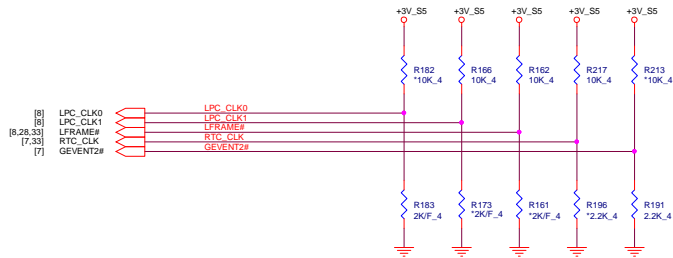 +3V_S5 +3V_S5 +3V_S5 +3V_S5 +3V_S5
R182 R166 R162 R217 R213
*10K_4 10K_4 10K_4 10K_4 *10K_4
[8] LPC_CLK0 LPC_CLK0
[8] LPC_CLK1 LPC_CLK1
[8,28,33] LFRAME# LFRAME#
[7,33] RTC_CLK RTC_CLK
[7] GEVENT2# GEVENT2#
R183 R173 R161 R196 R191
2K/F_4 *2K/F_4 *2K/F_4 *2.2K_4 2.2K_4